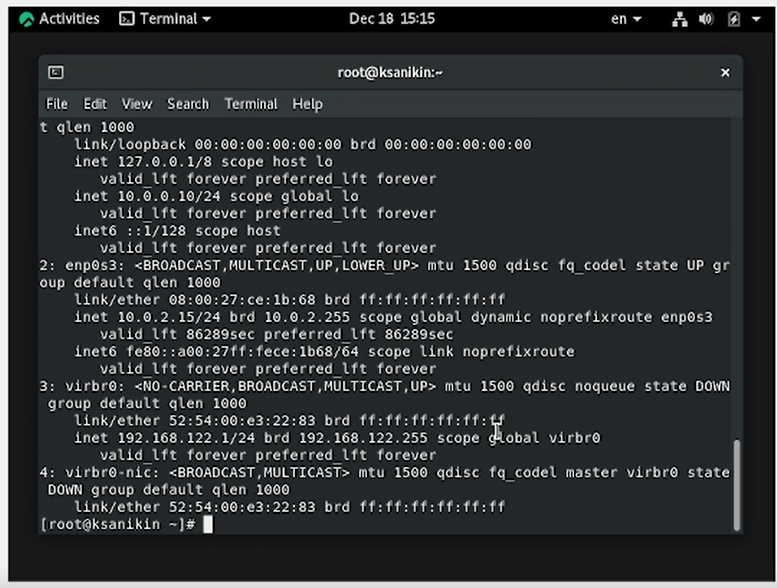 Activities Terminal Dec 18 15:15 en
root@ksanikin:~ ×
File Edit View Search Terminal Help
t qlen 1000
    link/loopback 00:00:00:00:00:00 brd 00:00:00:00:00:00
    inet 127.0.0.1/8 scope host lo
       valid_lft forever preferred_lft forever
    inet 10.0.0.10/24 scope global lo
       valid_lft forever preferred_lft forever
    inet6 ::1/128 scope host
       valid_lft forever preferred_lft forever
2: enp0s3: <BROADCAST,MULTICAST,UP,LOWER_UP> mtu 1500 qdisc fq_codel state UP gr
oup default qlen 1000
    link/ether 08:00:27:ce:1b:68 brd ff:ff:ff:ff:ff:ff
    inet 10.0.2.15/24 brd 10.0.2.255 scope global dynamic noprefixroute enp0s3
       valid_lft 86289sec preferred_lft 86289sec
    inet6 fe80::a00:27ff:fece:1b68/64 scope link noprefixroute
       valid_lft forever preferred_lft forever
3: virbr0: <NO-CARRIER,BROADCAST,MULTICAST,UP> mtu 1500 qdisc noqueue state DOWN
 group default qlen 1000
    link/ether 52:54:00:e3:22:83 brd ff:ff:ff:ff:ff:ff
    inet 192.168.122.1/24 brd 192.168.122.255 scope global virbr0
       valid_lft forever preferred_lft forever
4: virbr0-nic: <BROADCAST,MULTICAST> mtu 1500 qdisc fq_codel master virbr0 state
 DOWN group default qlen 1000
    link/ether 52:54:00:e3:22:83 brd ff:ff:ff:ff:ff:ff
[root@ksanikin ~]#